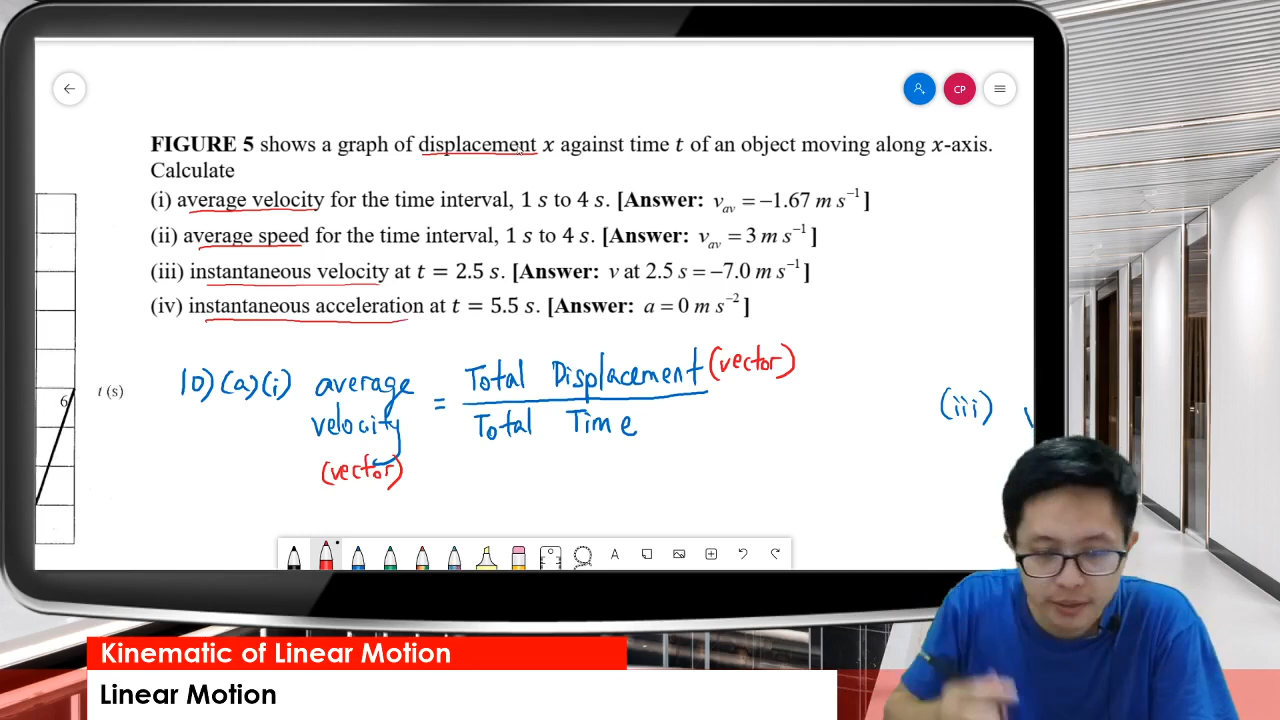 CP
FIGURE 5 shows a graph of displacement x against time t of an object moving along x-axis.
Calculate
(i) average velocity for the time interval, 1 s to 4 s. [Answer: v_av = −1.67 m s⁻¹]
(ii) average speed for the time interval, 1 s to 4 s. [Answer: v_av = 3 m s⁻¹]
(iii) instantaneous velocity at t = 2.5 s. [Answer: v at 2.5 s = −7.0 m s⁻¹]
(iv) instantaneous acceleration at t = 5.5 s. [Answer: a = 0 m s⁻²]
10)(a)(i) average velocity (vector) = Total Displacement (vector)
Total Time
t (s)
6
(iii) v
A
Kinematic of Linear Motion
Linear Motion